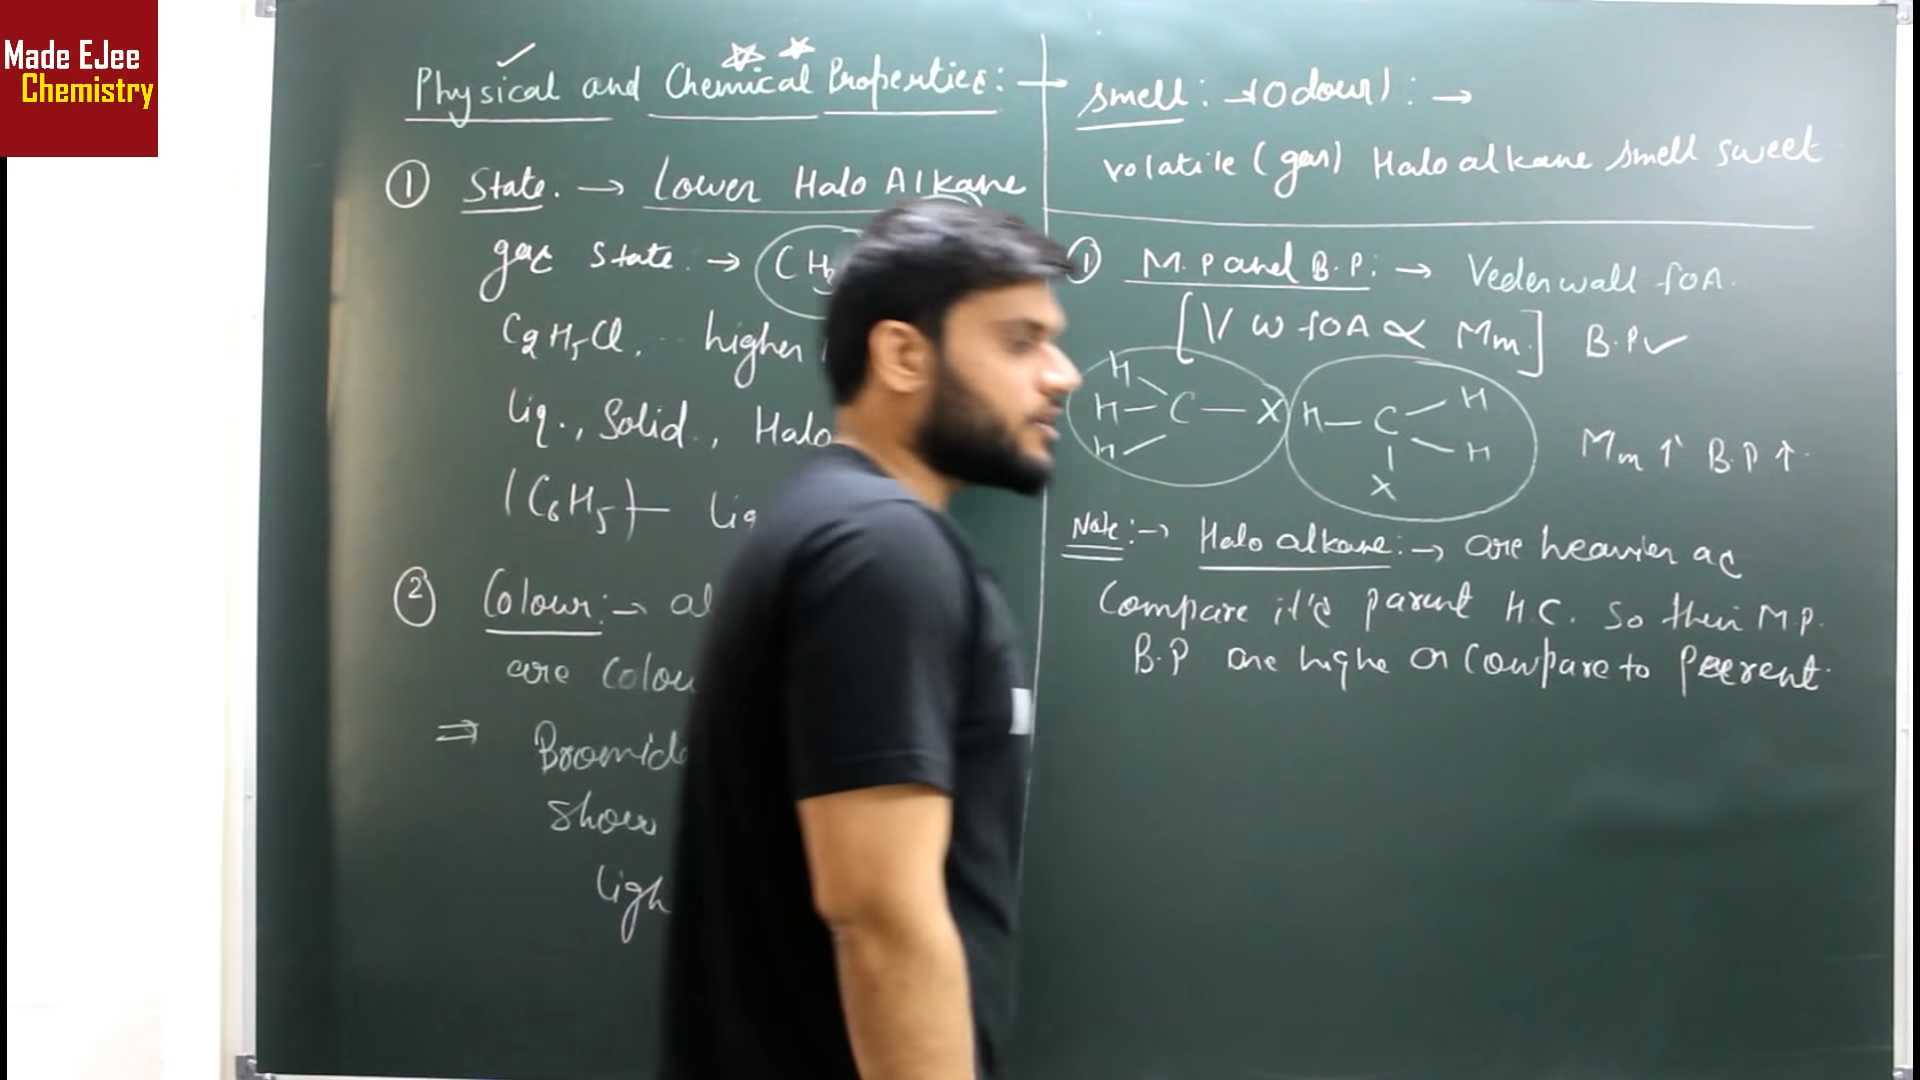 Made EJee
Chemistry
Physical and Chemical Properties: →
① State. → Lower Halo Alkane
gas state. → CH3
C2H5Cl, ... higher
liq., Solid, Halo
(C6H5)— liq
② Colour: → al
are Colou
⇒ Bromide
show
ligh
Smell: → (Odour) : →
volatile (gas) Halo alkane smell sweet
① M.P and B.P: → Vederwall fOA.
[V W fOA ∝ Mm.] B.P ✓
H
H — C — X
H
H — C — H
H
X
Mm ↑ B.P ↑.
Note: → Halo alkane: → are heavier as
Compare it's parent H.C. So their M.P.
B.P are highe as Compare to Parent.